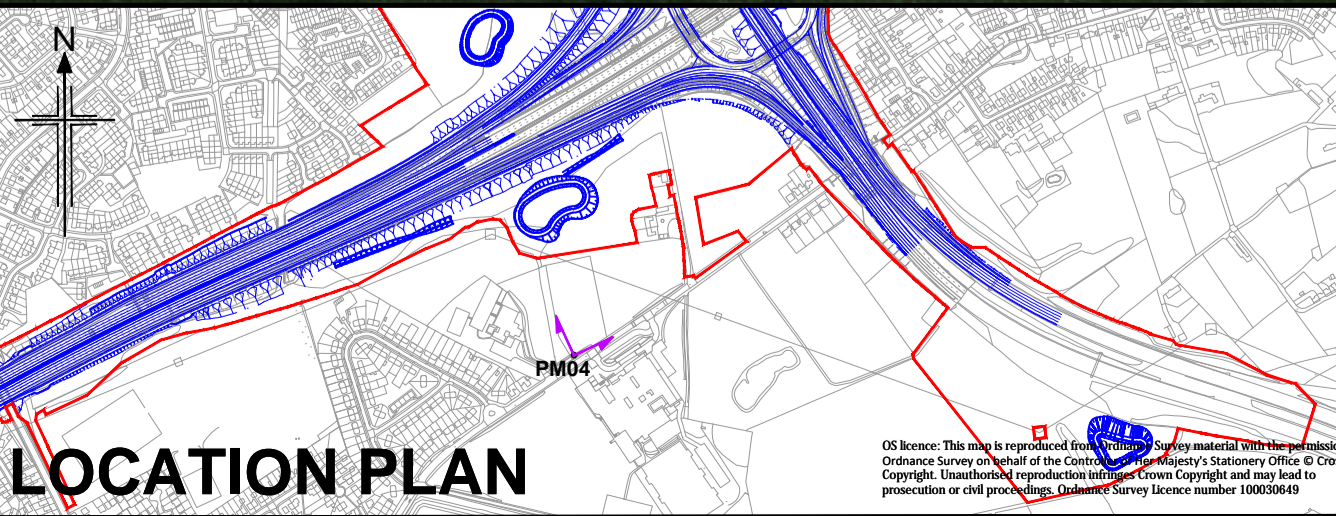 N
PM04
LOCATION PLAN
OS licence: This map is reproduced from Ordnance Survey material with the permissio
Ordnance Survey on behalf of the Controller of Her Majesty's Stationery Office © Cro
Copyright. Unauthorised reproduction infringes Crown Copyright and may lead to
prosecution or civil proceedings. Ordnance Survey Licence number 100030649